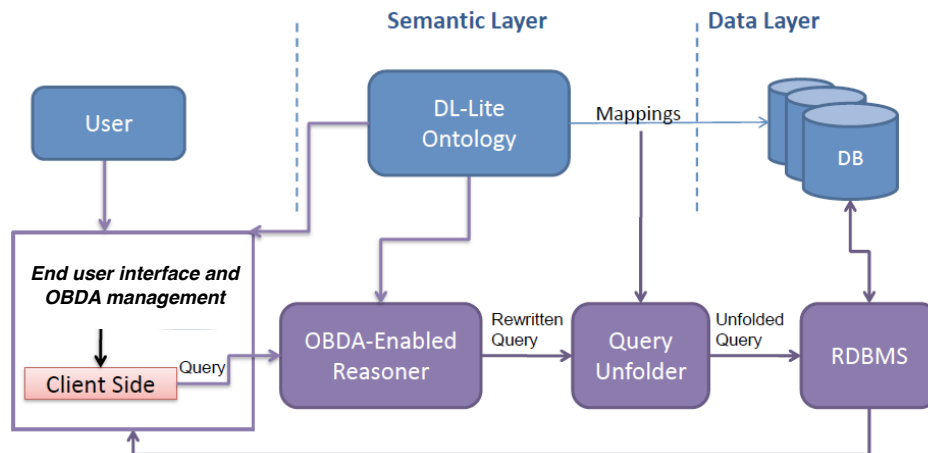 Semantic Layer
Data Layer
User
DL-Lite
Ontology
Mappings
DB
End user interface and
OBDA management
Client Side
Query
OBDA-Enabled
Reasoner
Rewritten
Query
Query
Unfolder
Unfolded
Query
RDBMS